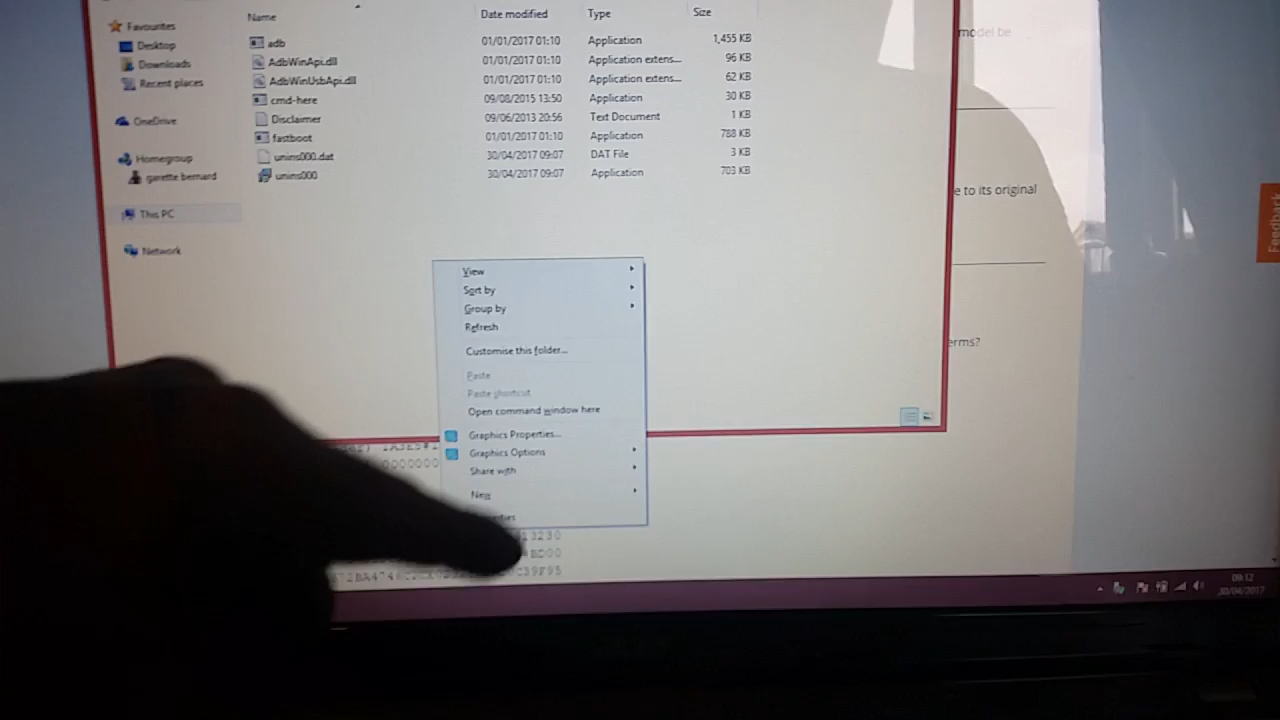 Name Date modified Type Size
Favourites
Desktop
Downloads
Recent places
OneDrive
Homegroup
garette bernard
This PC
Network
adb 01/01/2017 01:10 Application 1,455 KB
AdbWinApi.dll 01/01/2017 01:10 Application extens... 96 KB
AdbWinUsbApi.dll 01/01/2017 01:10 Application extens... 62 KB
cmd-here 09/08/2015 13:50 Application 30 KB
Disclaimer 09/06/2013 20:56 Text Document 1 KB
fastboot 01/01/2017 01:10 Application 788 KB
unins000.dat 30/04/2017 09:07 DAT File 3 KB
unins000 30/04/2017 09:07 Application 703 KB
View
Sort by
Group by
Refresh
Customise this folder...
Paste
Paste shortcut
Open command window here
Graphics Properties...
Graphics Options
Share with
New
model be
e to its original
erms?
Feedback
09:12
30/04/2017